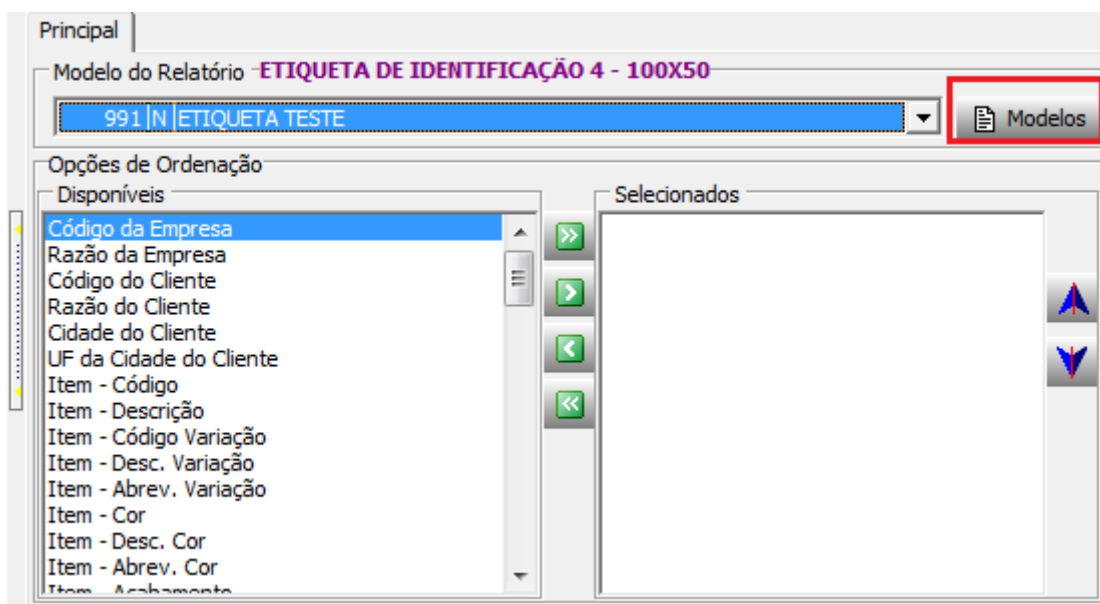 Principal
Modelo do Relatório ETIQUETA DE IDENTIFICAÇÃO 4 - 100X50
991 N ETIQUETA TESTE
Modelos
Opções de Ordenação
Disponíveis
Selecionados
Código da Empresa
Razão da Empresa
Código do Cliente
Razão do Cliente
Cidade do Cliente
UF da Cidade do Cliente
Item - Código
Item - Descrição
Item - Código Variação
Item - Desc. Variação
Item - Abrev. Variação
Item - Cor
Item - Desc. Cor
Item - Abrev. Cor
Item - Acabamento